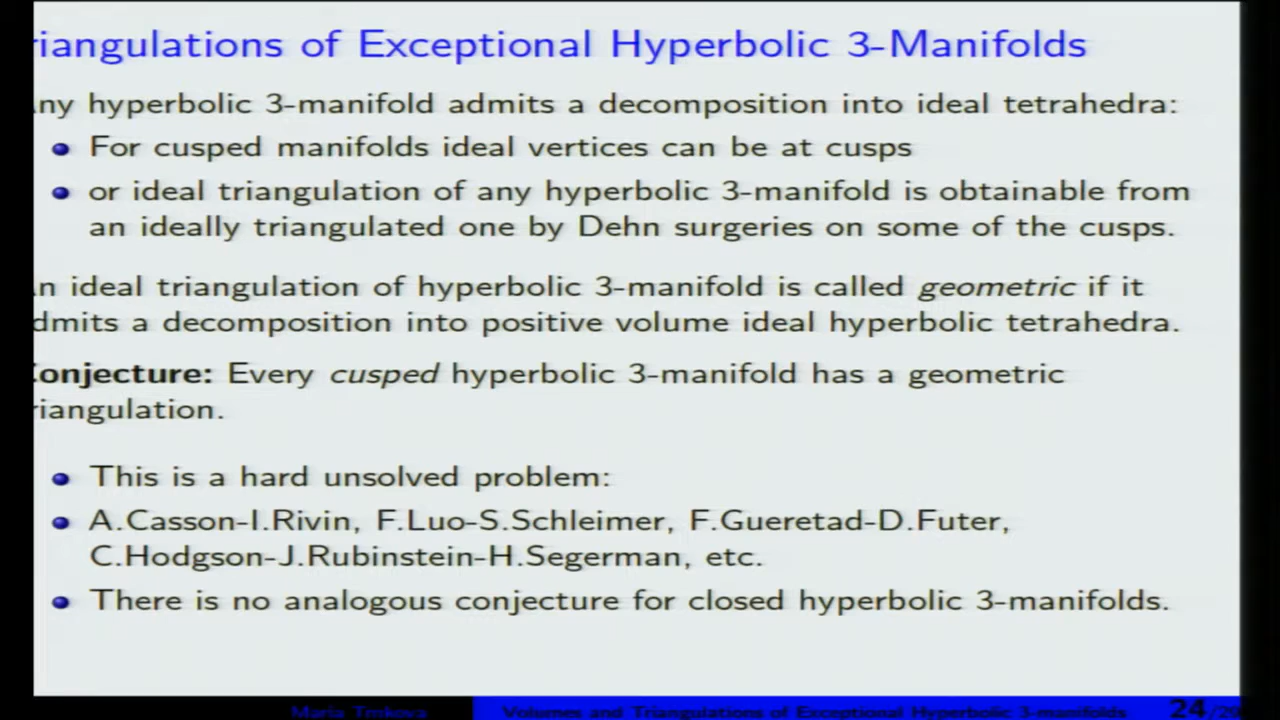 riangulations of Exceptional Hyperbolic 3-Manifolds
ny hyperbolic 3-manifold admits a decomposition into ideal tetrahedra:
For cusped manifolds ideal vertices can be at cusps
or ideal triangulation of any hyperbolic 3-manifold is obtainable from
an ideally triangulated one by Dehn surgeries on some of the cusps.
n ideal triangulation of hyperbolic 3-manifold is called geometric if it
dmits a decomposition into positive volume ideal hyperbolic tetrahedra.
onjecture: Every cusped hyperbolic 3-manifold has a geometric
riangulation.
This is a hard unsolved problem:
A.Casson-I.Rivin, F.Luo-S.Schleimer, F.Gueretad-D.Futer,
C.Hodgson-J.Rubinstein-H.Segerman, etc.
There is no analogous conjecture for closed hyperbolic 3-manifolds.
Maria Trnkova Volumes and Triangulations of Exceptional Hyperbolic 3-manifolds 24/20